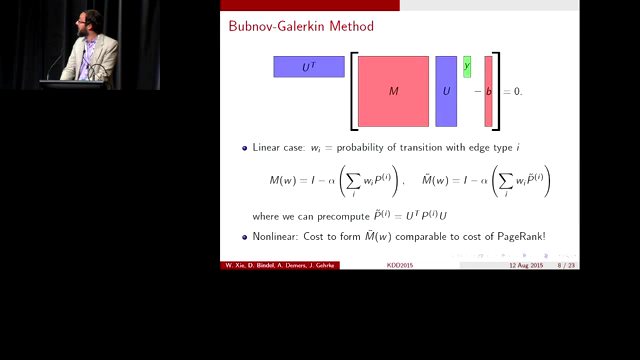 Bubnov-Galerkin Method
U^T [ M U y − b ] = 0.
Linear case: w_i = probability of transition with edge type i
M(w) = I − α (∑_i w_i P^(i)), M̃(w) = I − α (∑_i w_i P̃^(i))
where we can precompute P̃^(i) = U^T P^(i) U
Nonlinear: Cost to form M̃(w) comparable to cost of PageRank!
W. Xie, D. Bindel, A. Demers, J. Gehrke KDD2015 12 Aug 2015 8 / 23